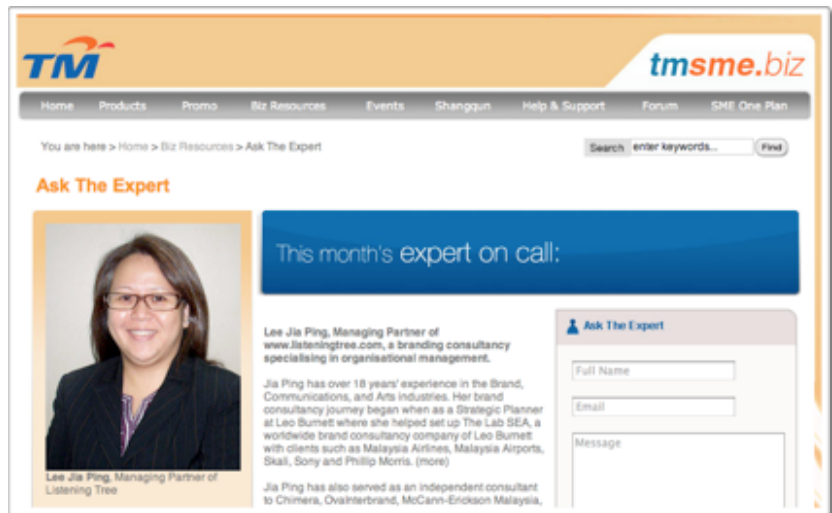 TM
tmsme.biz
Home Products Promo Biz Resources Events Shangqun Help & Support Forum SME One Plan
You are here > Home > Biz Resources > Ask The Expert
Search enter keywords... Find
Ask The Expert
This month's expert on call:
Lee Jia Ping, Managing Partner of
Listening Tree
Lee Jia Ping, Managing Partner of
www.listeningtree.com, a branding consultancy
specialising in organisational management.
Jia Ping has over 18 years' experience in the Brand,
Communications, and Arts industries. Her brand
consultancy journey began when as a Strategic Planner
at Leo Burnett where she helped set up The Lab SEA, a
worldwide brand consultancy company of Leo Burnett
with clients such as Malaysia Airlines, Malaysia Airports,
Skali, Sony and Phillip Morris. (more)
Jia Ping has also served as an independent consultant
to Chimera, OvaInterbrand, McCann-Erickson Malaysia,
Ask The Expert
Full Name
Email
Message